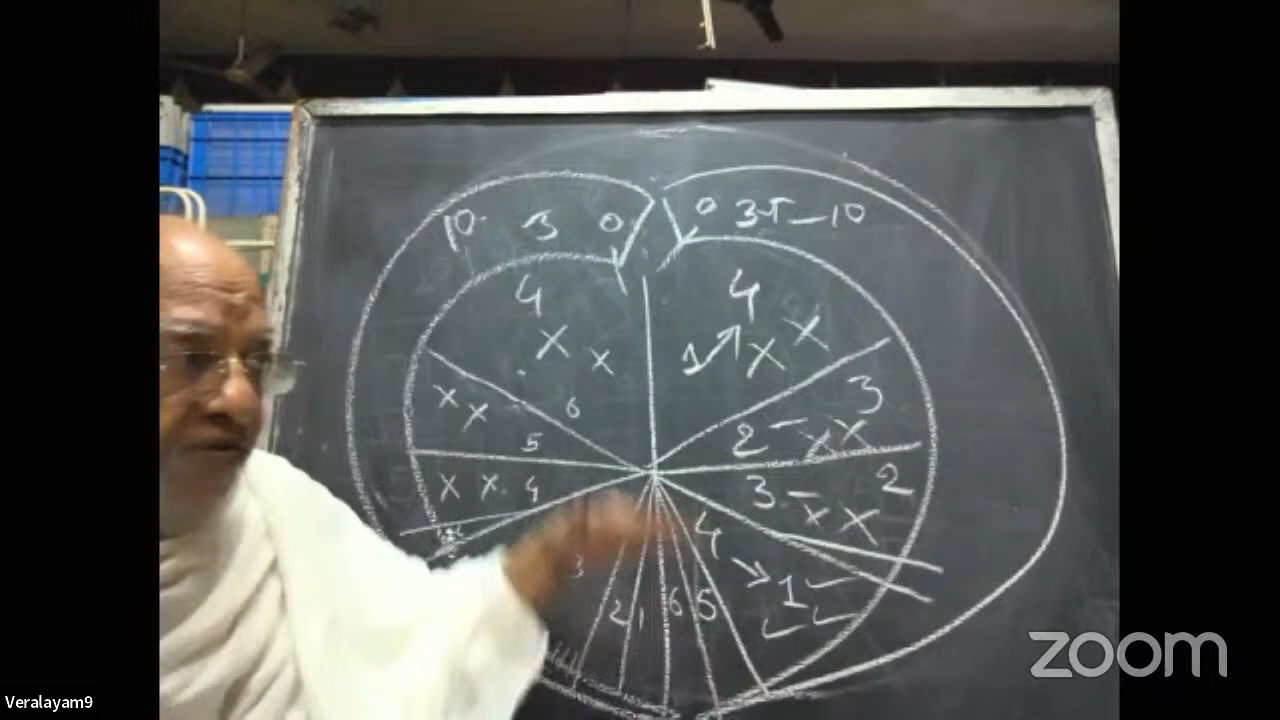 10 3 0 0 35-10
4 4
1 X X
X X
3
X X 6 2 - X X
5
2
X X 4 3 - X X
4
3 1
2 1 6 5
zoom
Veralayam9